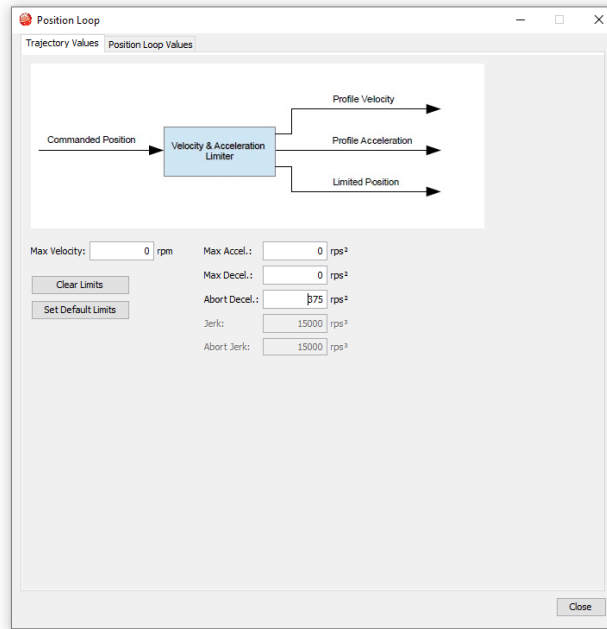 Position Loop
Trajectory Values Position Loop Values
Profile Velocity
Commanded Position
Velocity & Acceleration
Limiter
Profile Acceleration
Limited Position
Max Velocity: 0 rpm
Max Accel.: 0 rps²
Clear Limits
Max Decel.: 0 rps²
Set Default Limits
Abort Decel.: 375 rps²
Jerk: 15000 rps³
Abort Jerk: 15000 rps³
Close